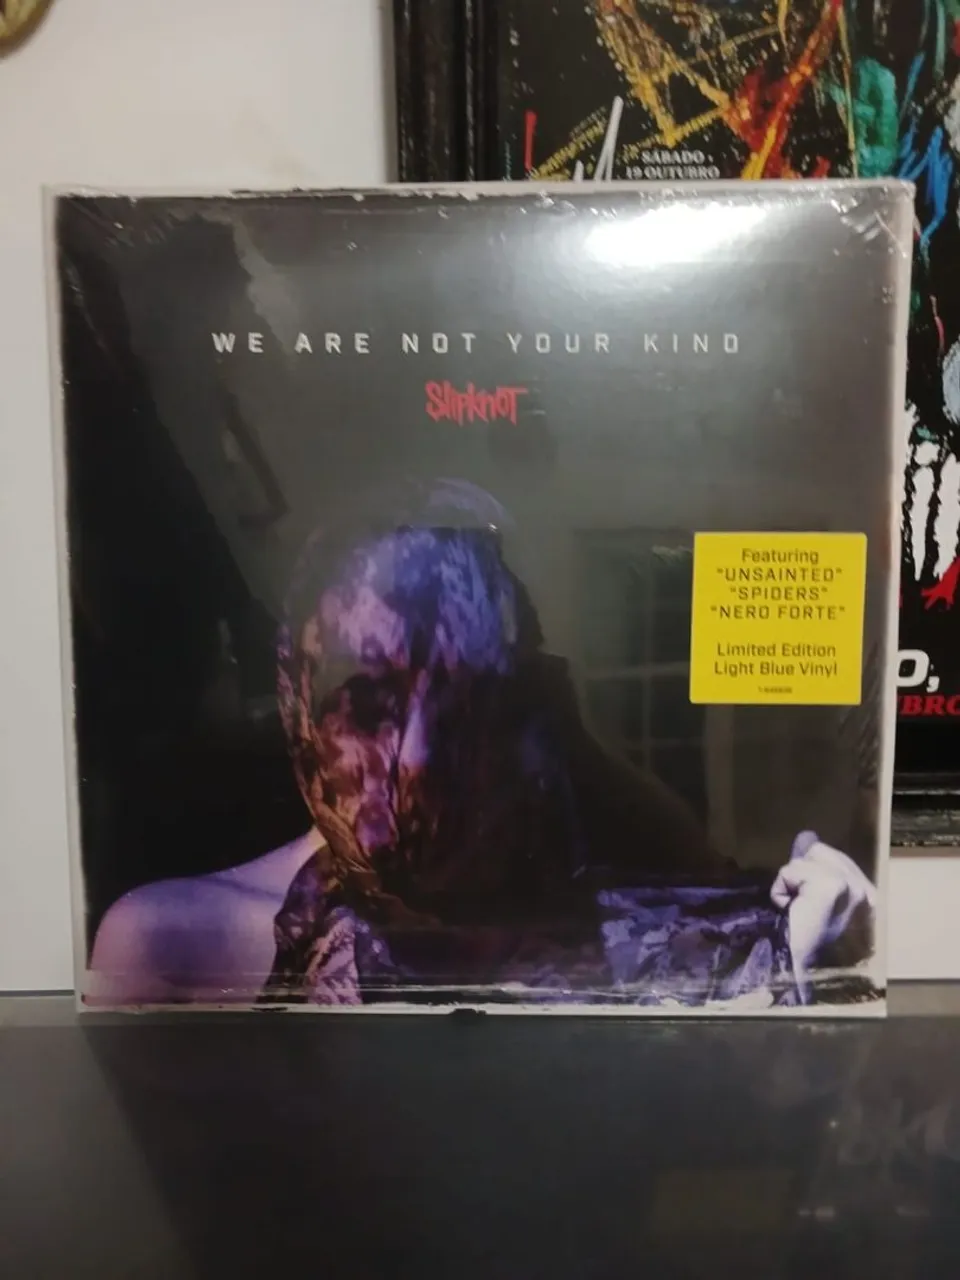 SÁBADO •
19 OUTUBRO
WE ARE NOT YOUR KIND
SLIPKNOT
Featuring
"UNSAINTED"
"SPIDERS"
"NERO FORTE"
Limited Edition
Light Blue Vinyl
O,
BRO